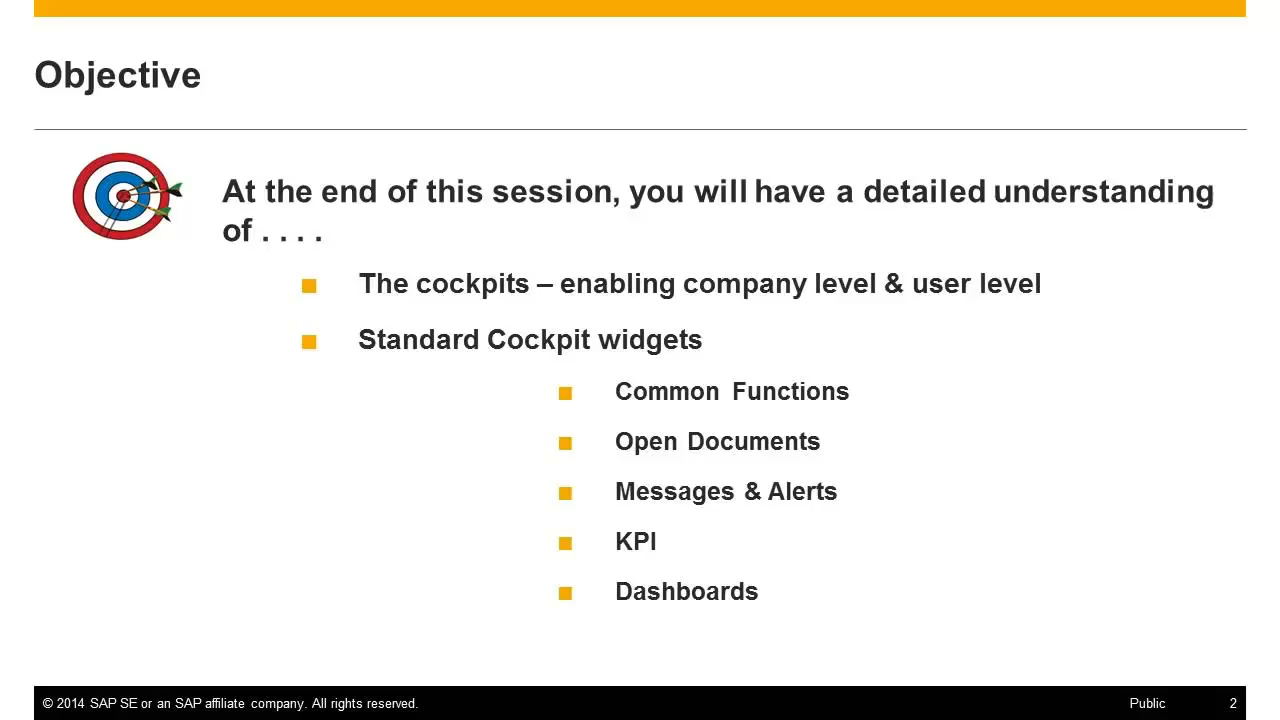 Objective
At the end of this session, you will have a detailed understanding
of . . . .
■ The cockpits – enabling company level & user level
■ Standard Cockpit widgets
■ Common Functions
■ Open Documents
■ Messages & Alerts
■ KPI
■ Dashboards
© 2014 SAP SE or an SAP affiliate company. All rights reserved. Public 2